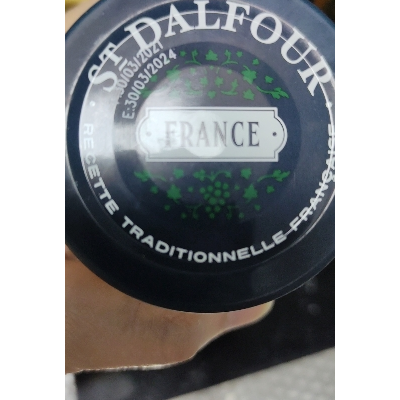 ST DALFOUR
30/03/2021
E:30/03/2024
FRANCE
• RECETTE TRADITIONNELLE FRANÇAISE •